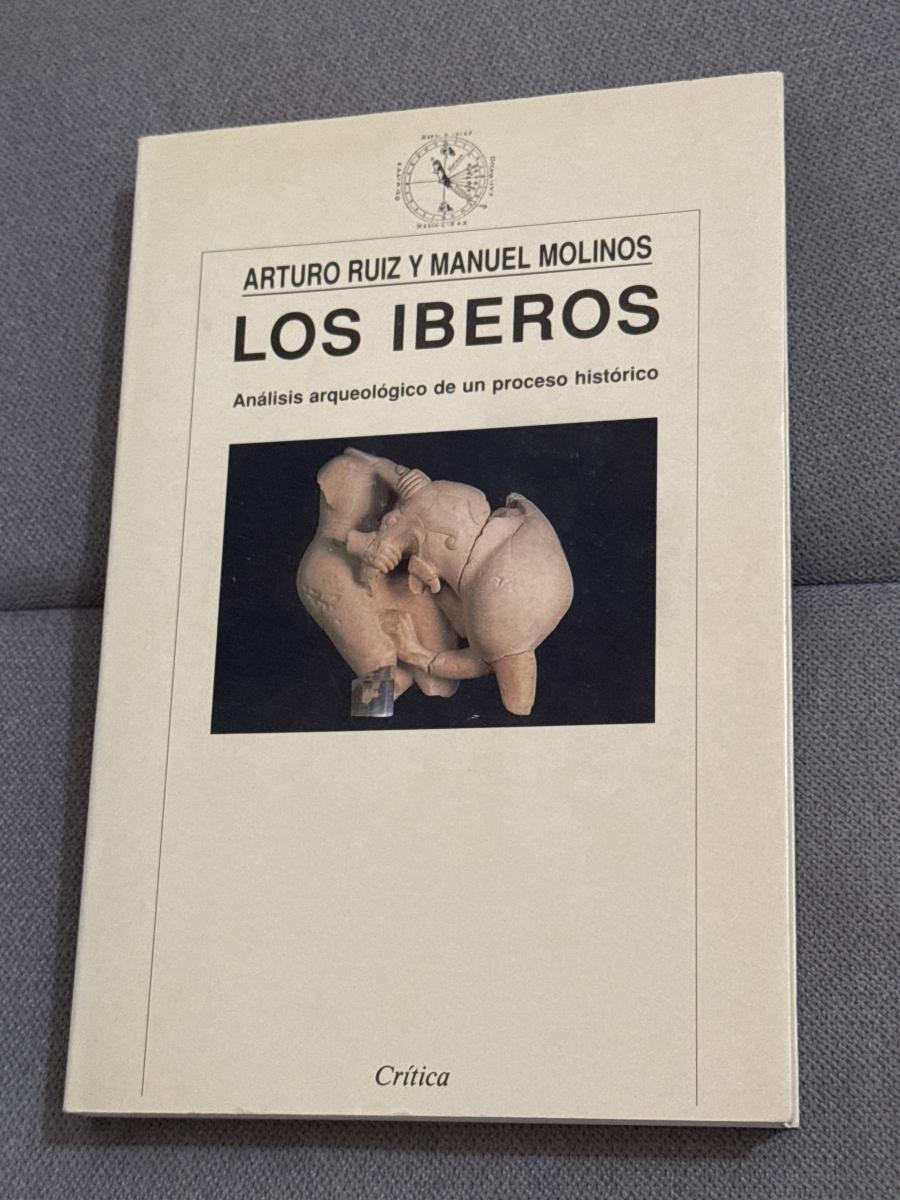 ARTURO RUIZ Y MANUEL MOLINOS
LOS IBEROS
Análisis arqueológico de un proceso histórico
Crítica